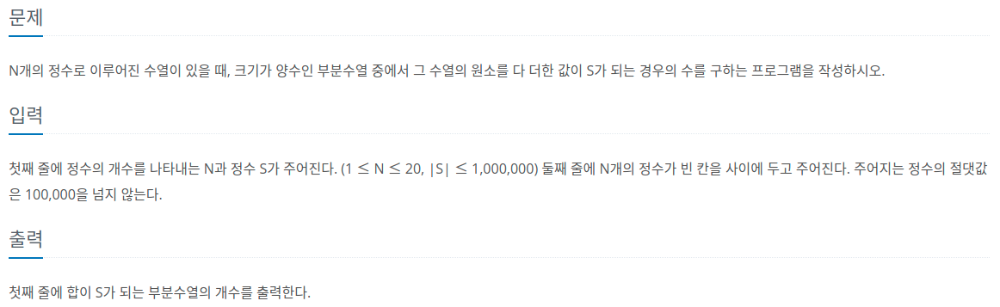 문제
N개의 정수로 이루어진 수열이 있을 때, 크기가 양수인 부분수열 중에서 그 수열의 원소를 다 더한 값이 S가 되는 경우의 수를 구하는 프로그램을 작성하시오.
입력
첫째 줄에 정수의 개수를 나타내는 N과 정수 S가 주어진다. (1 ≤ N ≤ 20, |S| ≤ 1,000,000) 둘째 줄에 N개의 정수가 빈 칸을 사이에 두고 주어진다. 주어지는 정수의 절댓값
은 100,000을 넘지 않는다.
출력
첫째 줄에 합이 S가 되는 부분수열의 개수를 출력한다.